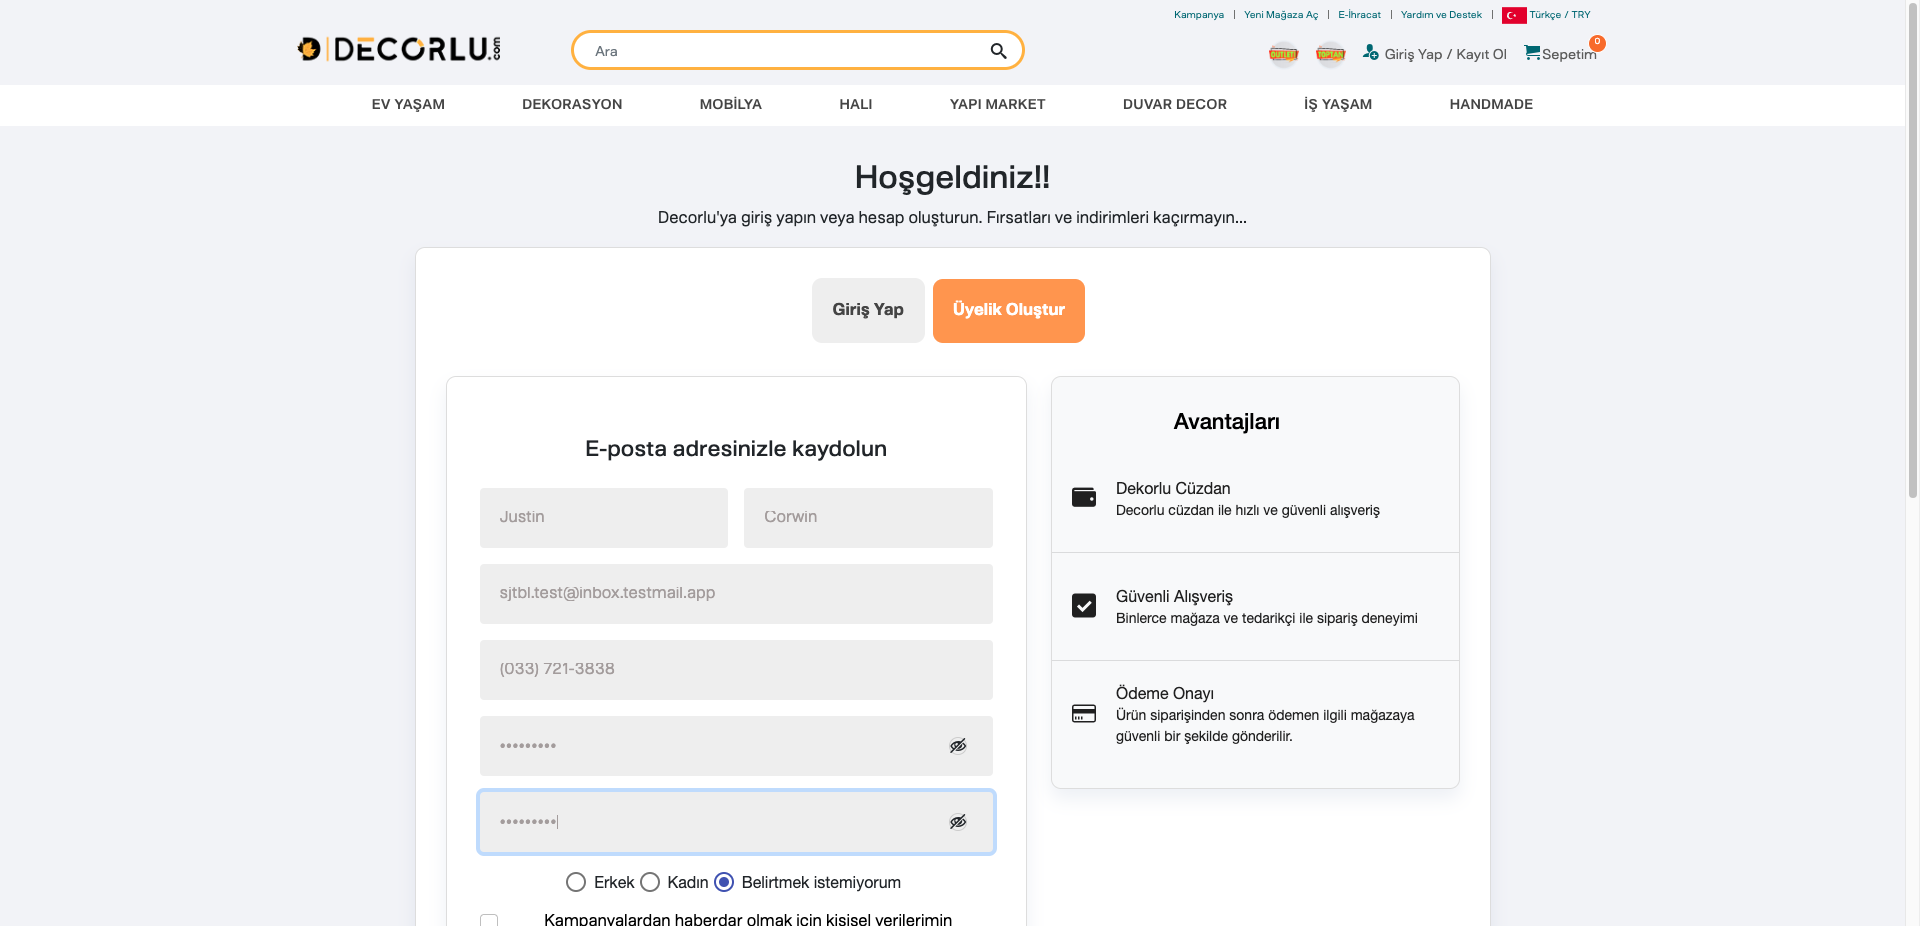 Kampanya | Yeni Mağaza Aç | E-İhracat | Yardım ve Destek | Türkçe / TRY
DECORLU.com
Ara
OUTLET
TOPTAN
Giriş Yap / Kayıt Ol
Sepetim
0
EV YAŞAM
DEKORASYON
MOBİLYA
HALI
YAPI MARKET
DUVAR DECOR
İŞ YAŞAM
HANDMADE
Hoşgeldiniz!!
Decorlu'ya giriş yapın veya hesap oluşturun. Fırsatları ve indirimleri kaçırmayın...
Giriş Yap
Üyelik Oluştur
E-posta adresinizle kaydolun
Justin
Corwin
sjtbl.test@inbox.testmail.app
(033) 721-3838
•••••••••
•••••••••
Erkek
Kadın
Belirtmek istemiyorum
Kampanyalardan haberdar olmak için kişisel verilerimin
Avantajları
Dekorlu Cüzdan
Decorlu cüzdan ile hızlı ve güvenli alışveriş
Güvenli Alışveriş
Binlerce mağaza ve tedarikçi ile sipariş deneyimi
Ödeme Onayı
Ürün siparişinden sonra ödemen ilgili mağazaya
güvenli bir şekilde gönderilir.